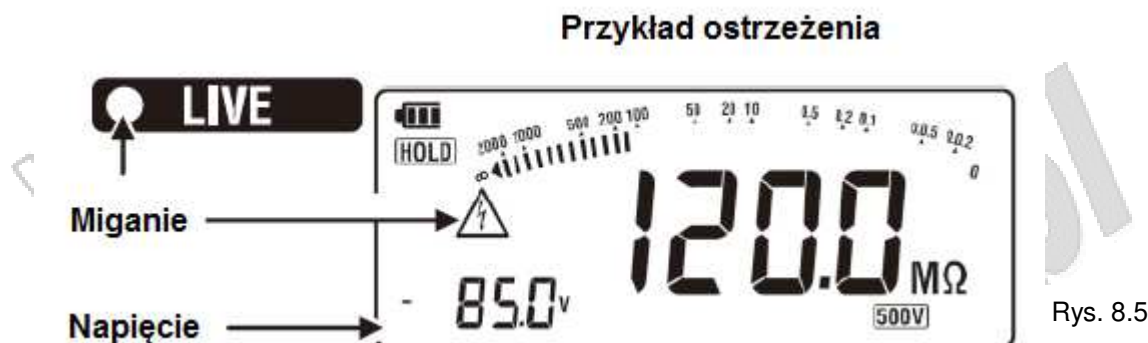 Przykład ostrzeżenia
LIVE
HOLD
∞ 2000 1000 500 200 100 50 20 10 0.5 0.2 0.1 0.05 0.02 0
Miganie
120.0 MΩ
- 85.0 V
500V
Napięcie
Rys. 8.5